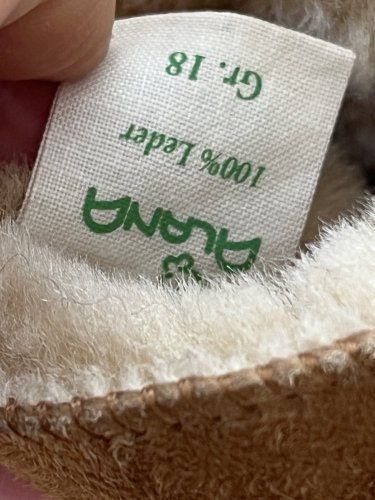 ALANA
100% Leder
Gr. 18